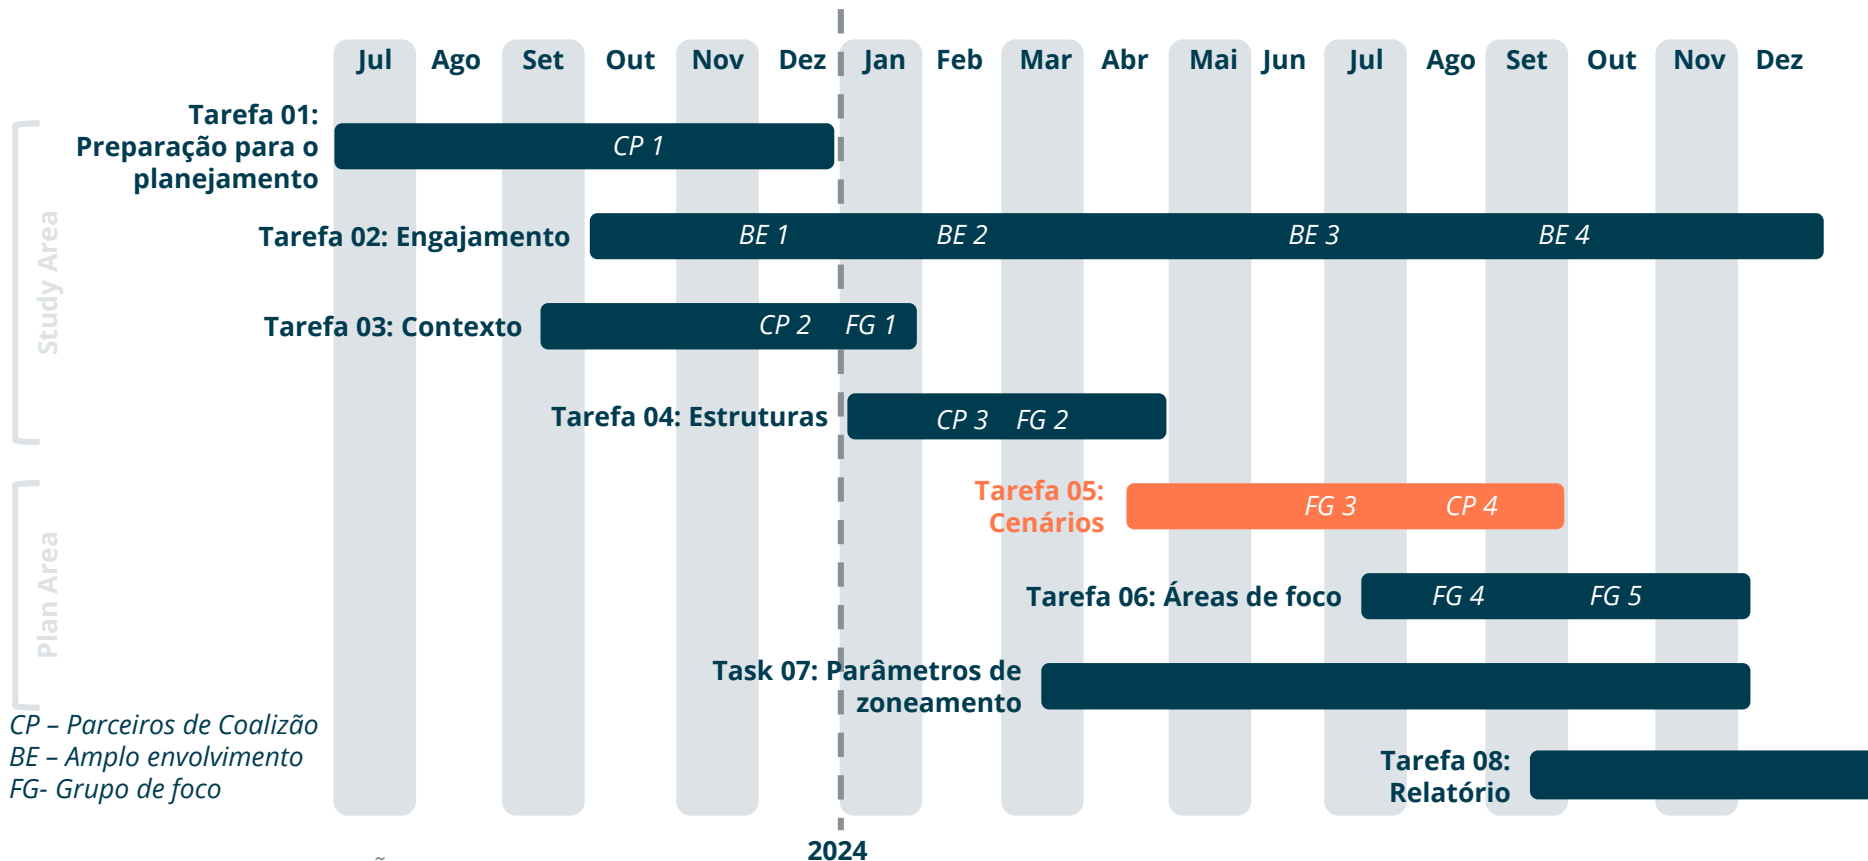 Jul Ago Set Out Nov Dez Jan Feb Mar Abr Mai Jun Jul Ago Set Out Nov Dez
Study Area
Tarefa 01:
Preparação para o
planejamento
CP 1
Tarefa 02: Engajamento
BE 1 BE 2 BE 3 BE 4
Tarefa 03: Contexto
CP 2 FG 1
Tarefa 04: Estruturas
CP 3 FG 2
Plan Area
Tarefa 05:
Cenários
FG 3 CP 4
Tarefa 06: Áreas de foco
FG 4 FG 5
Task 07: Parâmetros de
zoneamento
Tarefa 08:
Relatório
CP – Parceiros de Coalizão
BE – Amplo envolvimento
FG- Grupo de foco
2024